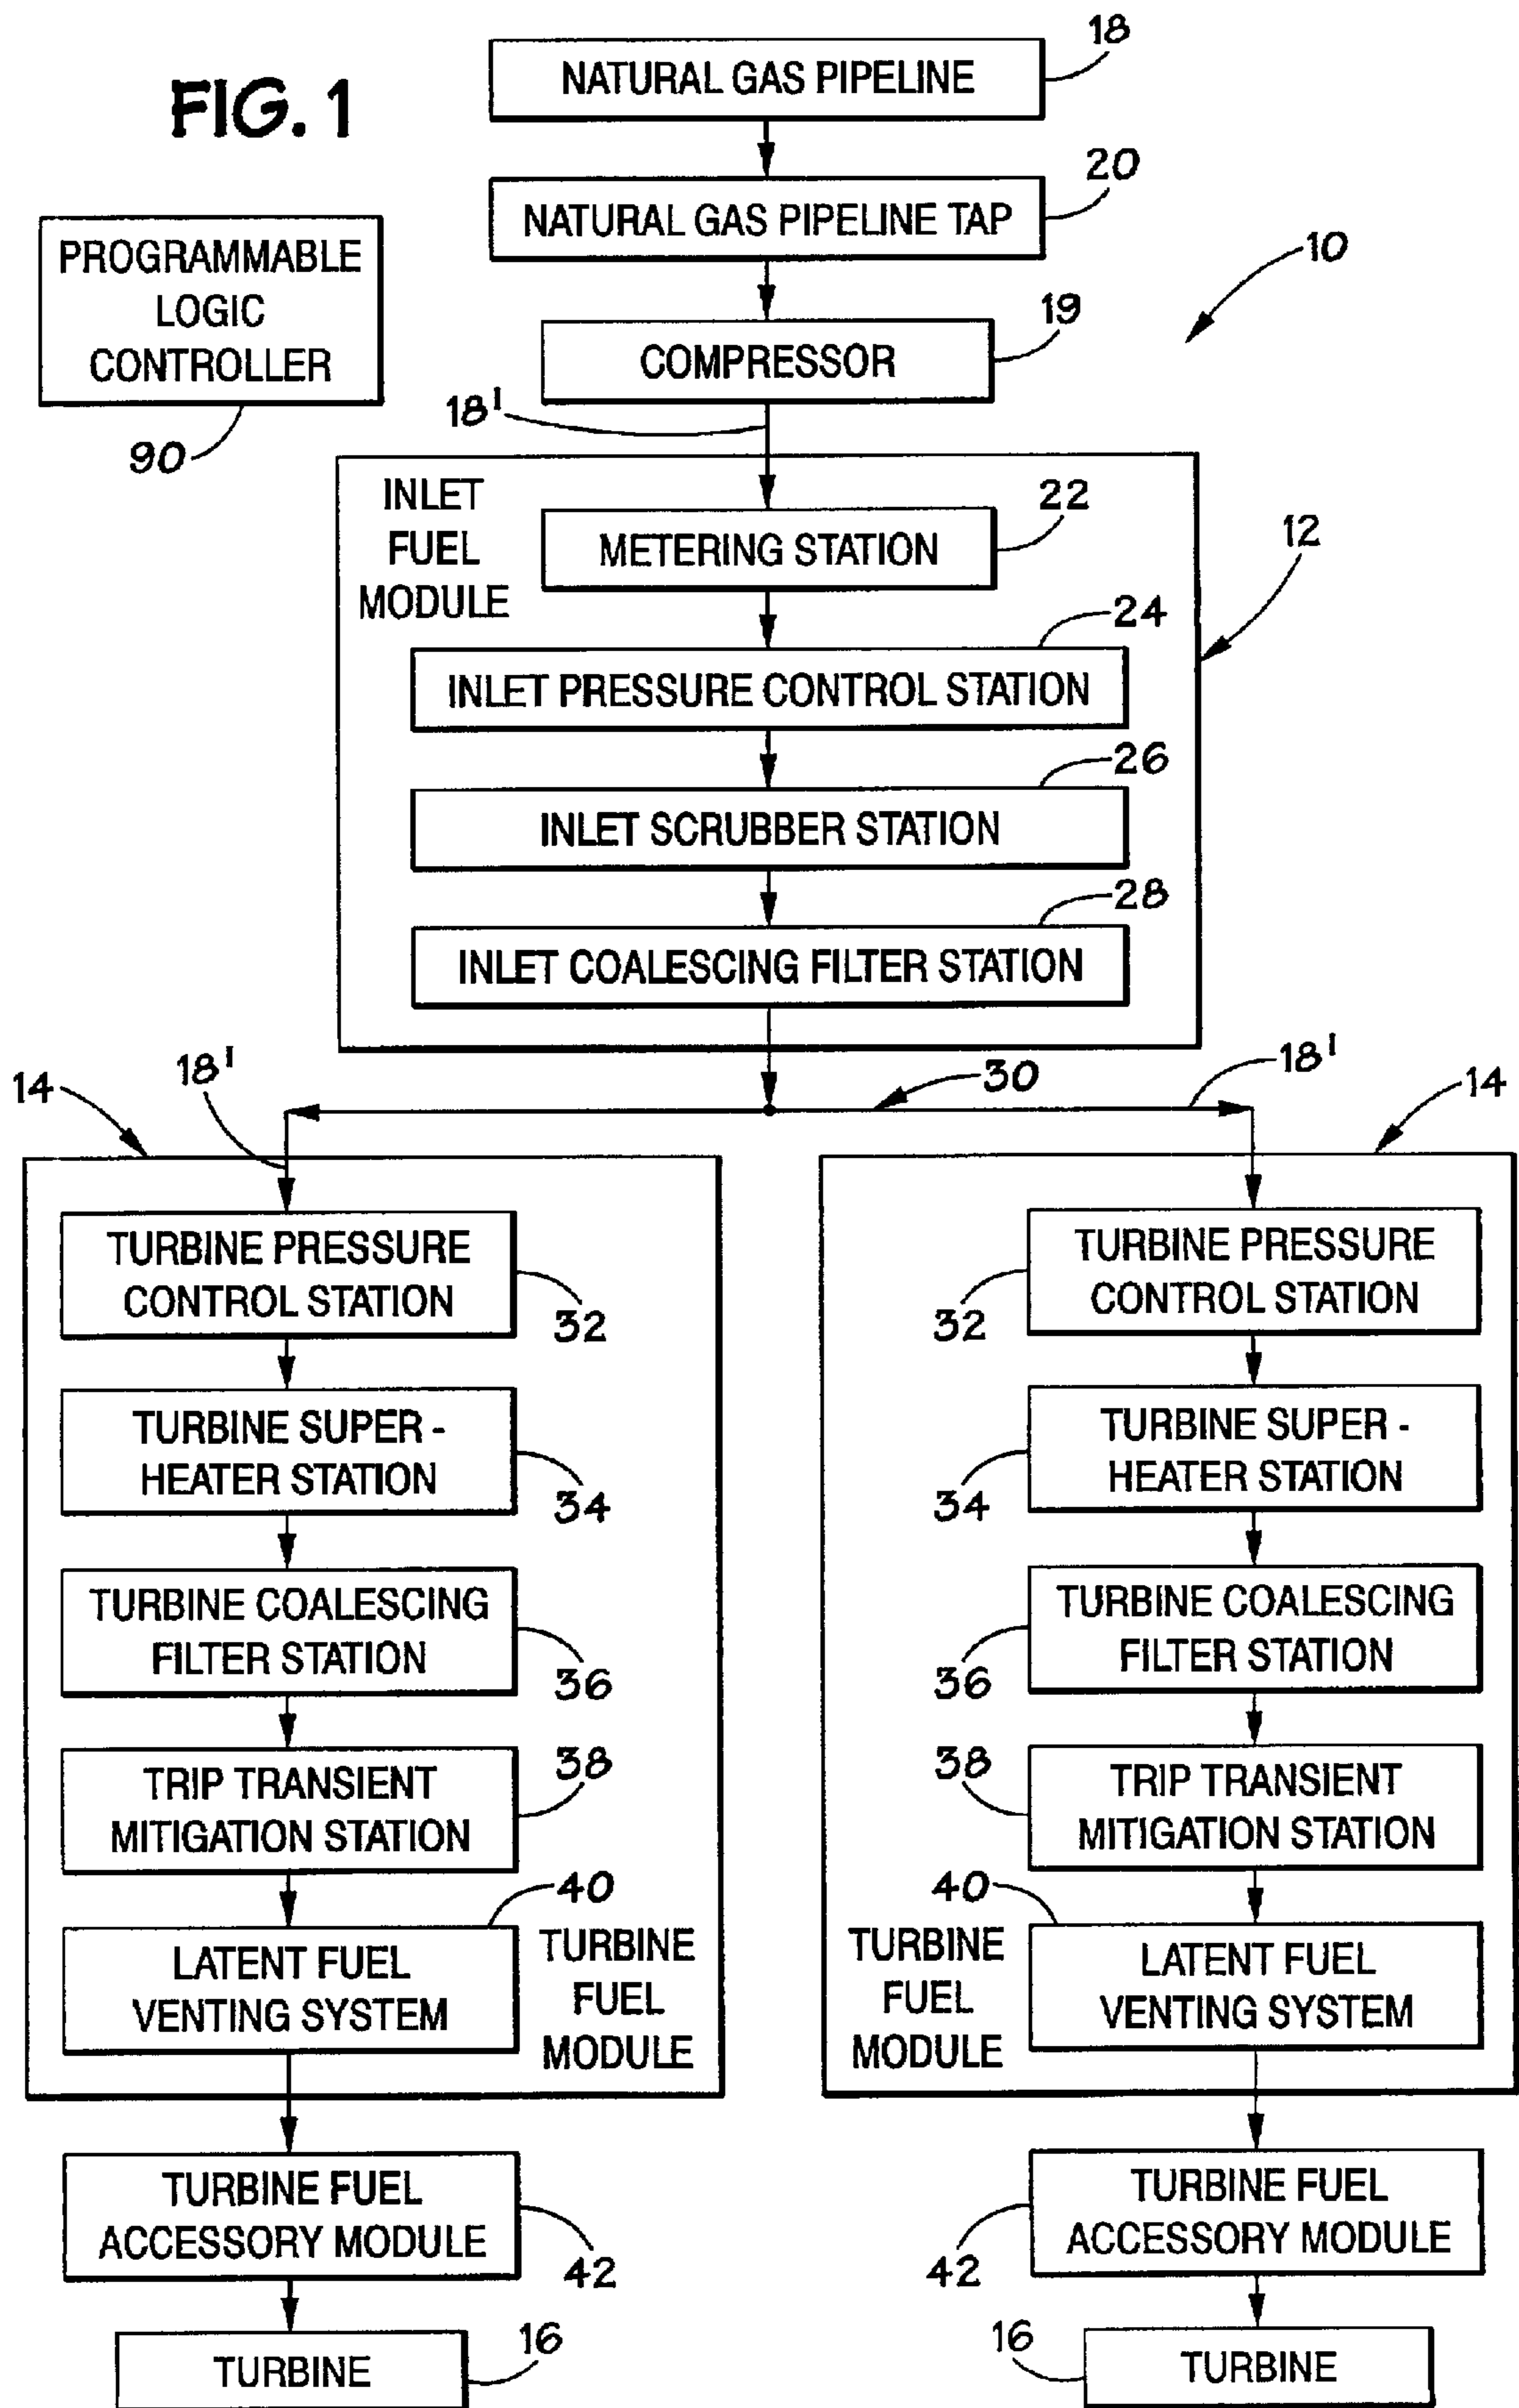 FIG. 1
18
NATURAL GAS PIPELINE
20
NATURAL GAS PIPELINE TAP
PROGRAMMABLE
LOGIC
CONTROLLER
90
10
19
COMPRESSOR
18'
INLET
FUEL
MODULE
22
METERING STATION
12
24
INLET PRESSURE CONTROL STATION
26
INLET SCRUBBER STATION
28
INLET COALESCING FILTER STATION
14
18'
30
18'
14
TURBINE PRESSURE
CONTROL STATION
32
TURBINE SUPER -
HEATER STATION
34
TURBINE COALESCING
FILTER STATION
36
TRIP TRANSIENT
MITIGATION STATION
38
40
LATENT FUEL
VENTING SYSTEM
TURBINE
FUEL
MODULE
TURBINE FUEL
ACCESSORY MODULE
42
TURBINE
16
TURBINE PRESSURE
CONTROL STATION
32
TURBINE SUPER -
HEATER STATION
34
TURBINE COALESCING
FILTER STATION
36
TRIP TRANSIENT
MITIGATION STATION
38
40
LATENT FUEL
VENTING SYSTEM
TURBINE
FUEL
MODULE
TURBINE FUEL
ACCESSORY MODULE
42
TURBINE
16